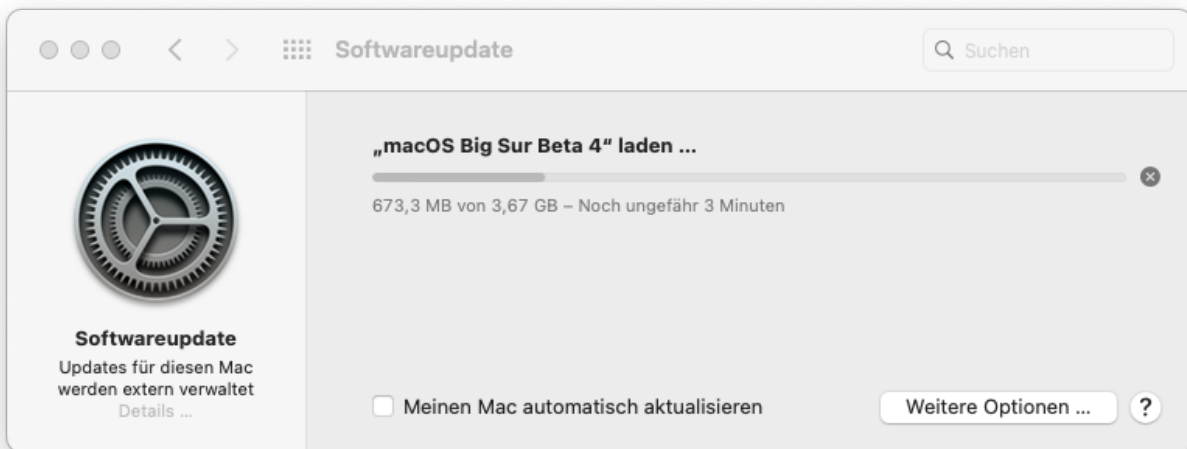 Softwareupdate
Suchen
„macOS Big Sur Beta 4“ laden ...
673,3 MB von 3,67 GB – Noch ungefähr 3 Minuten
Softwareupdate
Updates für diesen Mac
werden extern verwaltet
Details ...
Meinen Mac automatisch aktualisieren
Weitere Optionen ...
?